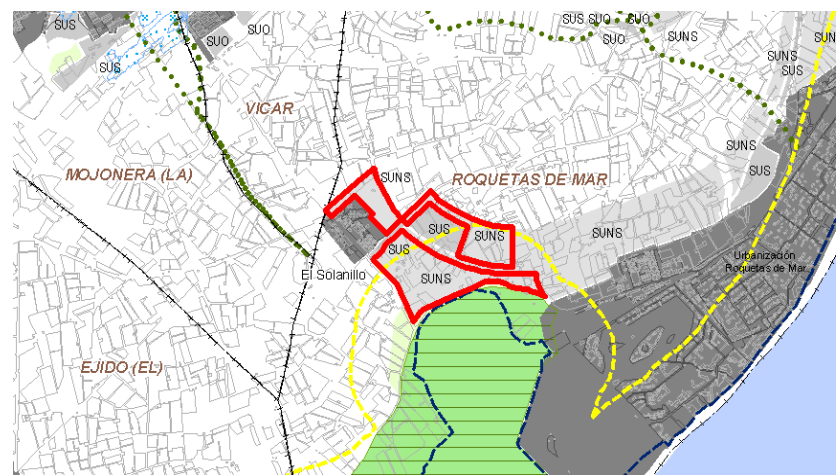 SUS
SUS SUO
SUNS
SUNS
SUO
SUO
SUNS
SUS
SUS
VICAR
SUNS
SUS
MOJONERA (LA)
SUNS
ROQUETAS DE MAR
SUS
SUNS
SUNS
SUS
Urbanización
Roquetas de Mar
El Solanillo
SUNS
EJIDO (EL)